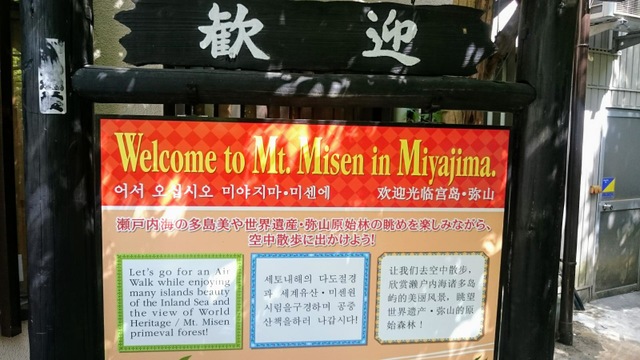 歓迎
Welcome to Mt. Misen in Miyajima.
어서 오십시오 미야지마·미센에
欢迎光临宫岛·弥山
瀬戸内海の多島美や世界遺産·弥山原始林の眺めを楽しみながら、
空中散歩に出かけよう!
Let's go for an Air
Walk while enjoying
many islands beauty
of the Inland Sea and
the view of World
Heritage / Mt. Misen
primeval forest!
세토내해의 다도절경
과 세계유산·미센원
시림을구경하며 공중
산책을하러 나갑시다!
让我们去空中散步,
欣赏濑户内海诸多岛
屿的美丽风景, 眺望
世界遗产·弥山的原
始森林!